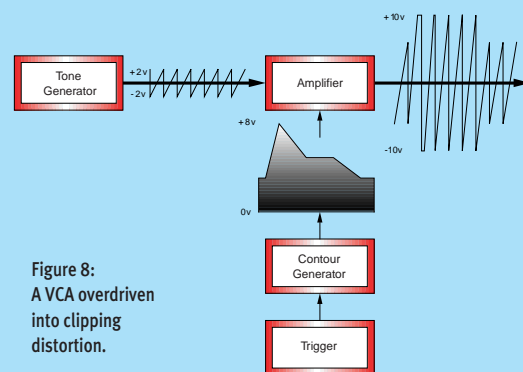 +10v
Tone
Generator
+2v
-2v
Amplifier
+8v
-10v
0v
Contour
Generator
Figure 8:
A VCA overdriven
into clipping
distortion.
Trigger